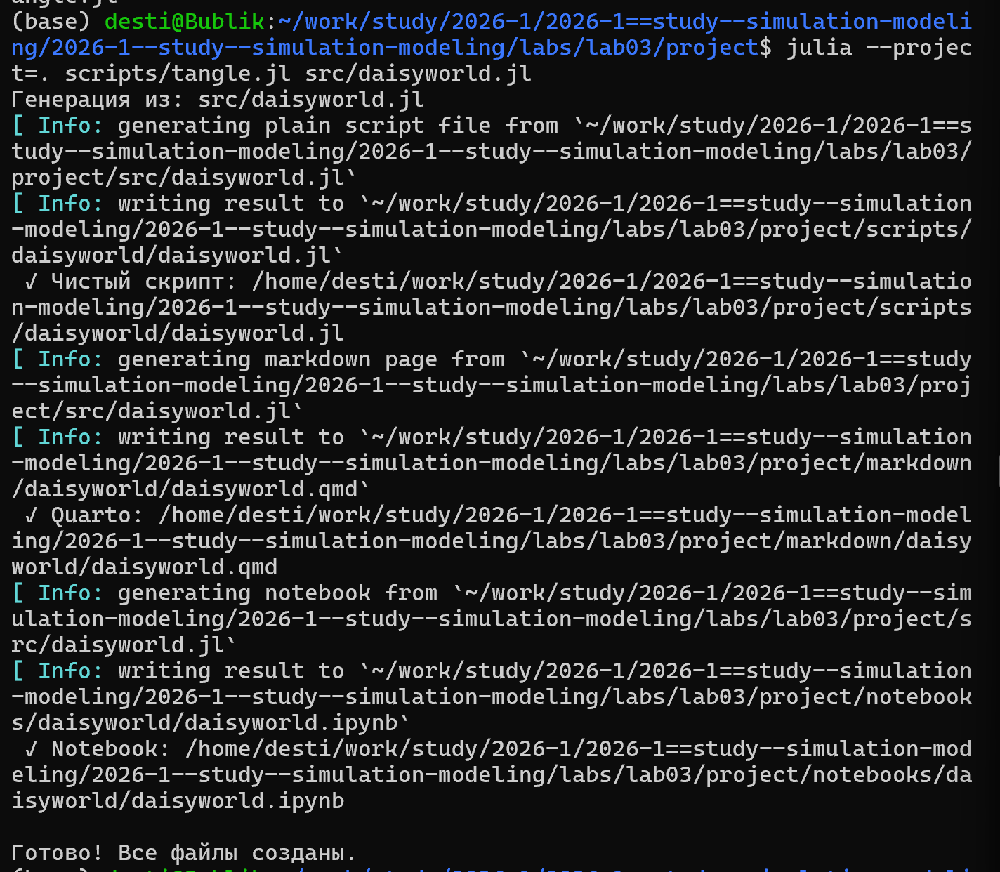 angle.jl
(base) desti@Bublik:~/work/study/2026-1/2026-1==study--simulation-modeli
ng/2026-1--study--simulation-modeling/labs/lab03/project$ julia --projec
t=. scripts/tangle.jl src/daisyworld.jl
Генерация из: src/daisyworld.jl
[ Info: generating plain script file from `~/work/study/2026-1/2026-1==s
tudy--simulation-modeling/2026-1--study--simulation-modeling/labs/lab03/
project/src/daisyworld.jl`
[ Info: writing result to `~/work/study/2026-1/2026-1==study--simulation
-modeling/2026-1--study--simulation-modeling/labs/lab03/project/scripts/
daisyworld/daisyworld.jl`
✓ Чистый скрипт: /home/desti/work/study/2026-1/2026-1==study--simulatio
n-modeling/2026-1--study--simulation-modeling/labs/lab03/project/scripts
/daisyworld/daisyworld.jl
[ Info: generating markdown page from `~/work/study/2026-1/2026-1==study
--simulation-modeling/2026-1--study--simulation-modeling/labs/lab03/proj
ect/src/daisyworld.jl`
[ Info: writing result to `~/work/study/2026-1/2026-1==study--simulation
-modeling/2026-1--study--simulation-modeling/labs/lab03/project/markdown
/daisyworld/daisyworld.qmd`
✓ Quarto: /home/desti/work/study/2026-1/2026-1==study--simulation-model
ing/2026-1--study--simulation-modeling/labs/lab03/project/markdown/daisy
world/daisyworld.qmd
[ Info: generating notebook from `~/work/study/2026-1/2026-1==study--sim
ulation-modeling/2026-1--study--simulation-modeling/labs/lab03/project/s
rc/daisyworld.jl`
[ Info: writing result to `~/work/study/2026-1/2026-1==study--simulation
-modeling/2026-1--study--simulation-modeling/labs/lab03/project/notebook
s/daisyworld/daisyworld.ipynb`
✓ Notebook: /home/desti/work/study/2026-1/2026-1==study--simulation-mod
eling/2026-1--study--simulation-modeling/labs/lab03/project/notebooks/da
isyworld/daisyworld.ipynb
Готово! Все файлы созданы.